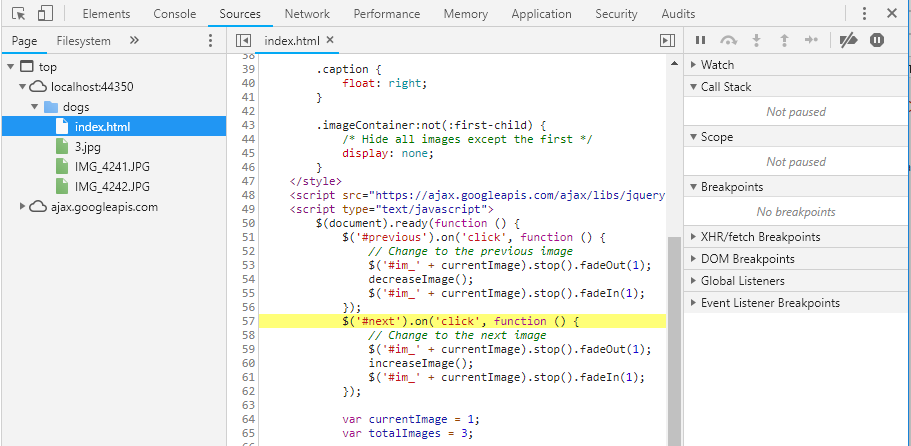 Elements Console Sources Network Performance Memory Application Security Audits
Page Filesystem »
index.html ×
top
localhost:44350
dogs
index.html
3.jpg
IMG_4241.JPG
IMG_4242.JPG
ajax.googleapis.com
38
39 .caption {
40 float: right;
41 }
42
43 .imageContainer:not(:first-child) {
44 /* Hide all images except the first */
45 display: none;
46 }
47 </style>
48 <script src="https://ajax.googleapis.com/ajax/libs/jquery
49 <script type="text/javascript">
50 $(document).ready(function () {
51 $('#previous').on('click', function () {
52 // Change to the previous image
53 $('#im_' + currentImage).stop().fadeOut(1);
54 decreaseImage();
55 $('#im_' + currentImage).stop().fadeIn(1);
56 });
57 $('#next').on('click', function () {
58 // Change to the next image
59 $('#im_' + currentImage).stop().fadeOut(1);
60 increaseImage();
61 $('#im_' + currentImage).stop().fadeIn(1);
62 });
63
64 var currentImage = 1;
65 var totalImages = 3;
Watch
Call Stack
Not paused
Scope
Not paused
Breakpoints
No breakpoints
XHR/fetch Breakpoints
DOM Breakpoints
Global Listeners
Event Listener Breakpoints